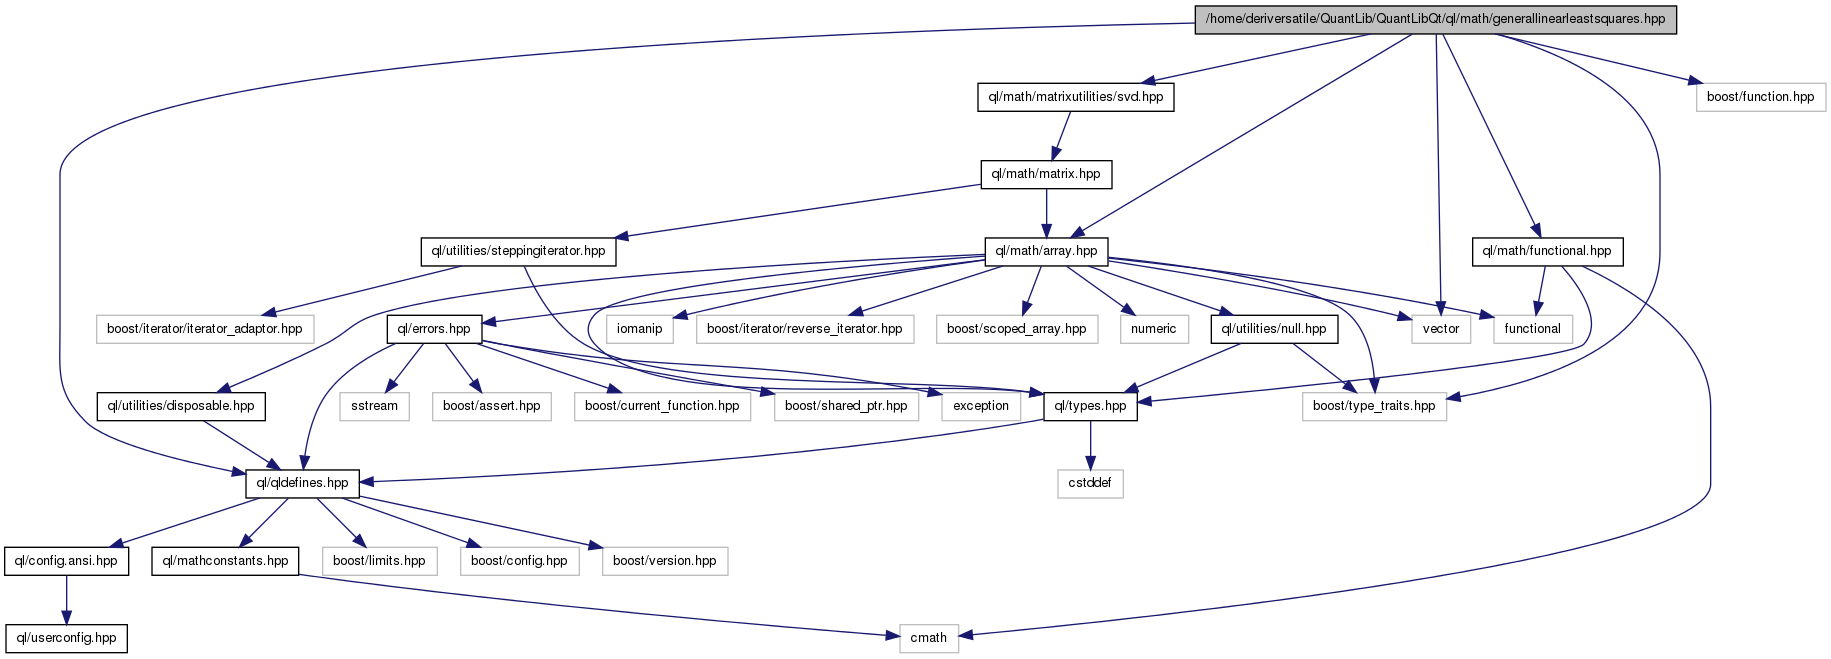 /home/deriversatile/QuantLib/QuantLibQt/ql/math/generallinearleastsquares.hpp
ql/math/matrixutilities/svd.hpp
boost/function.hpp
ql/math/matrix.hpp
ql/utilities/steppingiterator.hpp
ql/math/array.hpp
ql/math/functional.hpp
boost/iterator/iterator_adaptor.hpp
ql/errors.hpp
iomanip
boost/iterator/reverse_iterator.hpp
boost/scoped_array.hpp
numeric
ql/utilities/null.hpp
vector
functional
ql/utilities/disposable.hpp
sstream
boost/assert.hpp
boost/current_function.hpp
boost/shared_ptr.hpp
exception
ql/types.hpp
boost/type_traits.hpp
ql/qldefines.hpp
cstddef
ql/config.ansi.hpp
ql/mathconstants.hpp
boost/limits.hpp
boost/config.hpp
boost/version.hpp
ql/userconfig.hpp
cmath